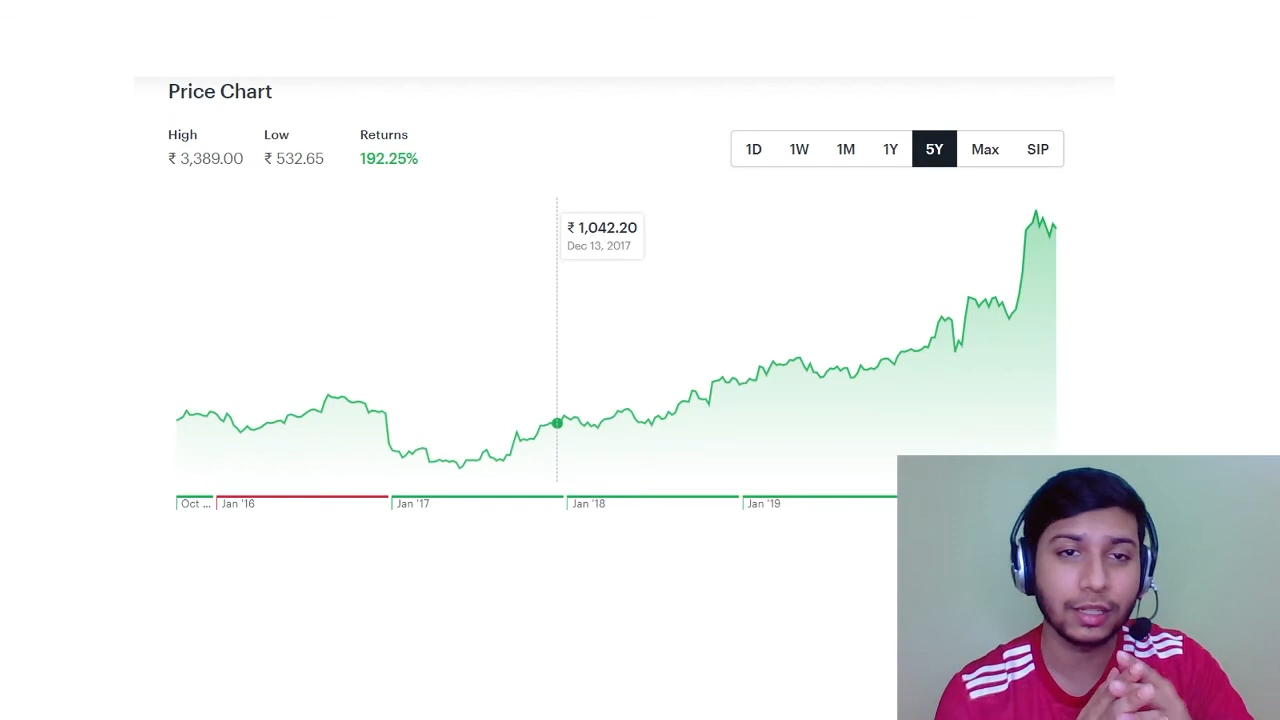 Price Chart
High Low Returns
₹ 3,389.00 ₹ 532.65 192.25%
1D 1W 1M 1Y 5Y Max SIP
₹ 1,042.20
Dec 13, 2017
Oct ... Jan '16 Jan '17 Jan '18 Jan '19